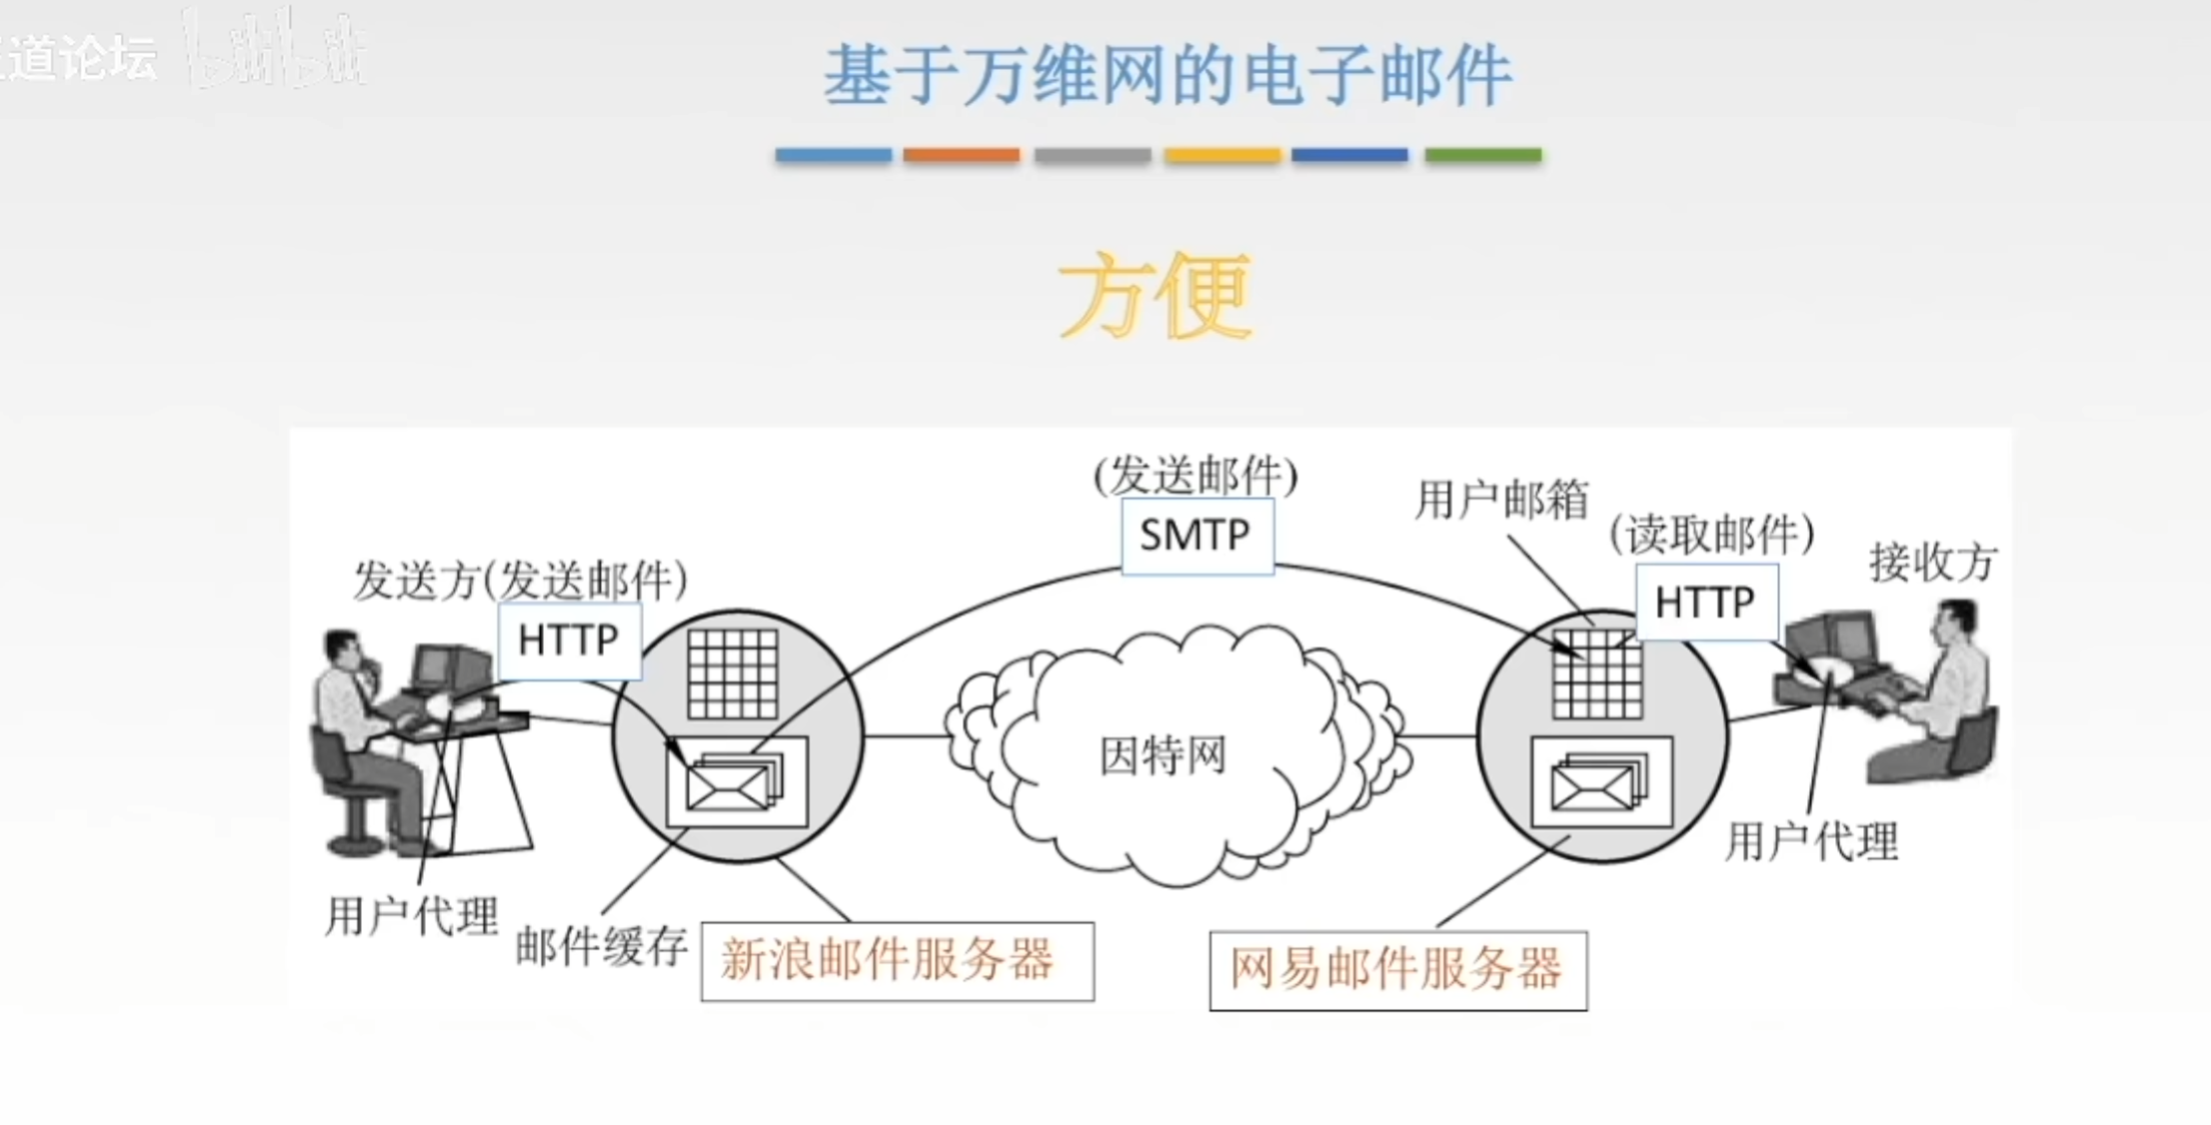 道论坛 bilibili
基于万维网的电子邮件
方便
(发送邮件)
SMTP
用户邮箱
(读取邮件)
HTTP
接收方
发送方(发送邮件)
HTTP
因特网
用户代理
用户代理
邮件缓存
新浪邮件服务器
网易邮件服务器